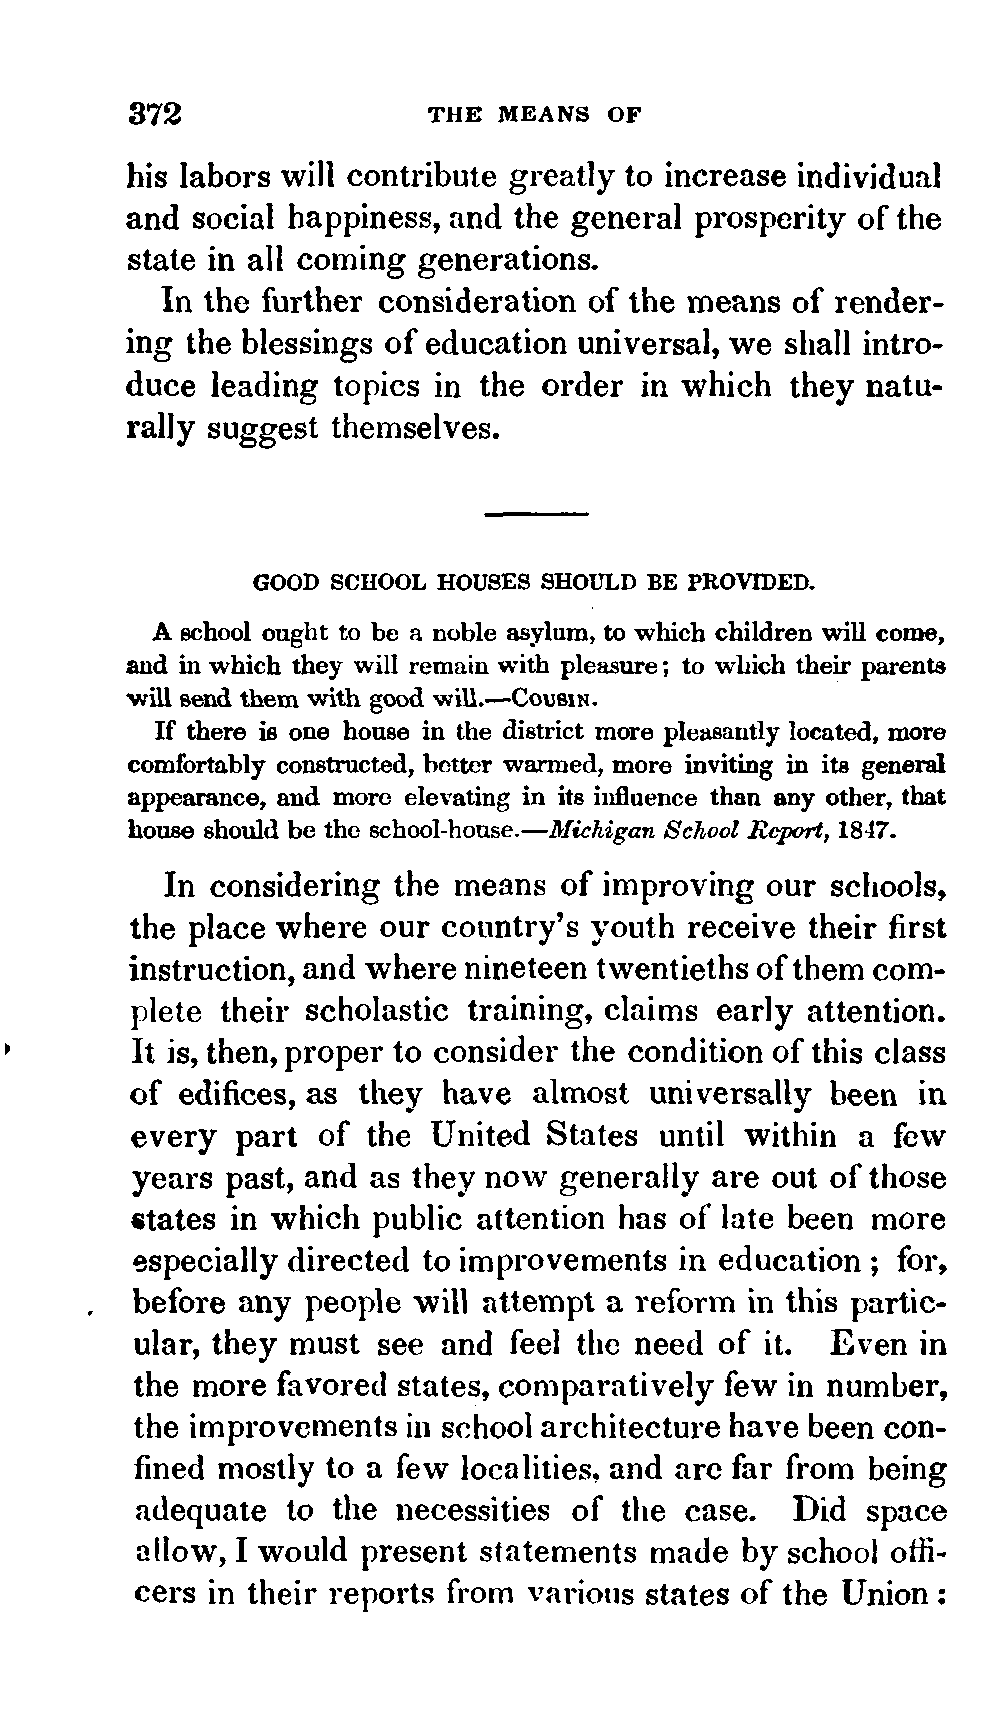 372 THE MEANS OF
his labors will contribute greatly to increase individual
and social happiness, and the general prosperity of the
state in all coming generations.
In the further consideration of the means of render-
ing the blessings of education universal, we shall intro-
duce leading topics in the order in which they natu-
rally suggest themselves.
GOOD SCHOOL HOUSES SHOULD BE PROVIDED.
A school ought to be a noble asylum, to which children will come,
and in which they will remain with pleasure; to which their parents
will send them with good will.—COUSIN.
If there is one house in the district more pleasantly located, more
comfortably constructed, better warmed, more inviting in its general
appearance, and more elevating in its influence than any other, that
house should be the school-house.—Michigan School Report, 1847.
In considering the means of improving our schools,
the place where our country's youth receive their first
instruction, and where nineteen twentieths of them com-
plete their scholastic training, claims early attention.
It is, then, proper to consider the condition of this class
of edifices, as they have almost universally been in
every part of the United States until within a few
years past, and as they now generally are out of those
states in which public attention has of late been more
especially directed to improvements in education ; for,
before any people will attempt a reform in this partic-
ular, they must see and feel the need of it. Even in
the more favored states, comparatively few in number,
the improvements in school architecture have been con-
fined mostly to a few localities, and are far from being
adequate to the necessities of the case. Did space
allow, I would present statements made by school offi-
cers in their reports from various states of the Union :